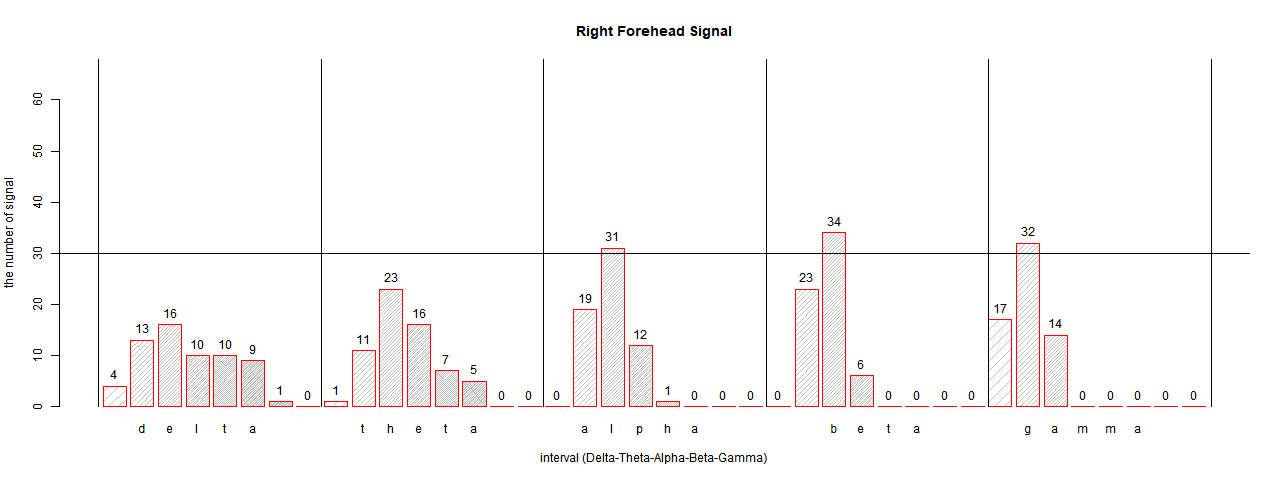 Right Forehead Signal
the number of signal
60
50
40
30
20
10
0
4 13 16 10 10 9 1 0
1 11 23 16 7 5 0 0
0 19 31 12 1 0 0 0
0 23 34 6 0 0 0 0
17 32 14 0 0 0 0 0
d e l t a t h e t a a l p h a b e t a g a m m a
interval (Delta-Theta-Alpha-Beta-Gamma)